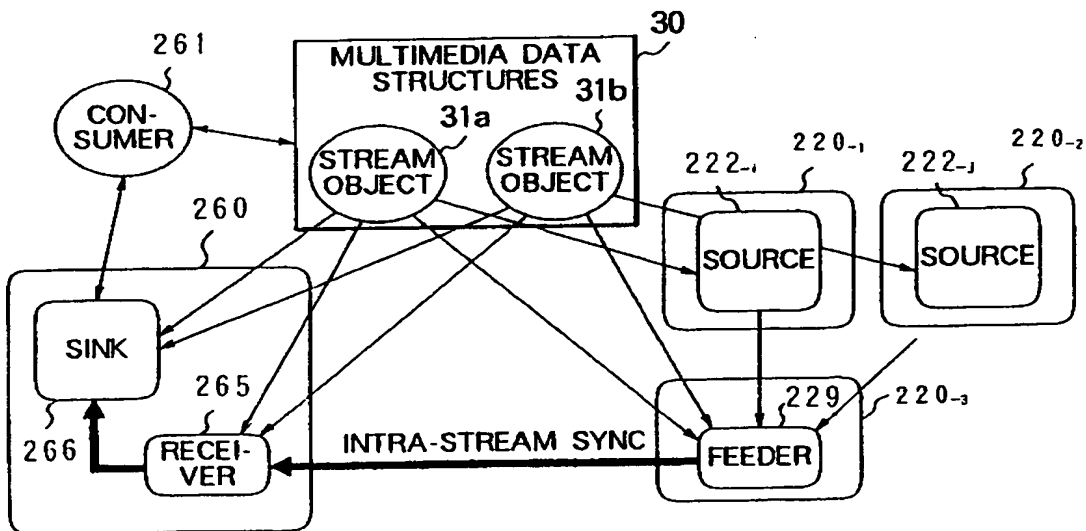 30
261
MULTIMEDIA DATA
STRUCTURES
31b
31a
CON-
SUMER
STREAM
OBJECT
STREAM
OBJECT
220-1
220-2
222-i
222-j
SOURCE
SOURCE
260
SINK
265
229
220-3
266
RECEI-
VER
INTRA-STREAM SYNC
FEEDER